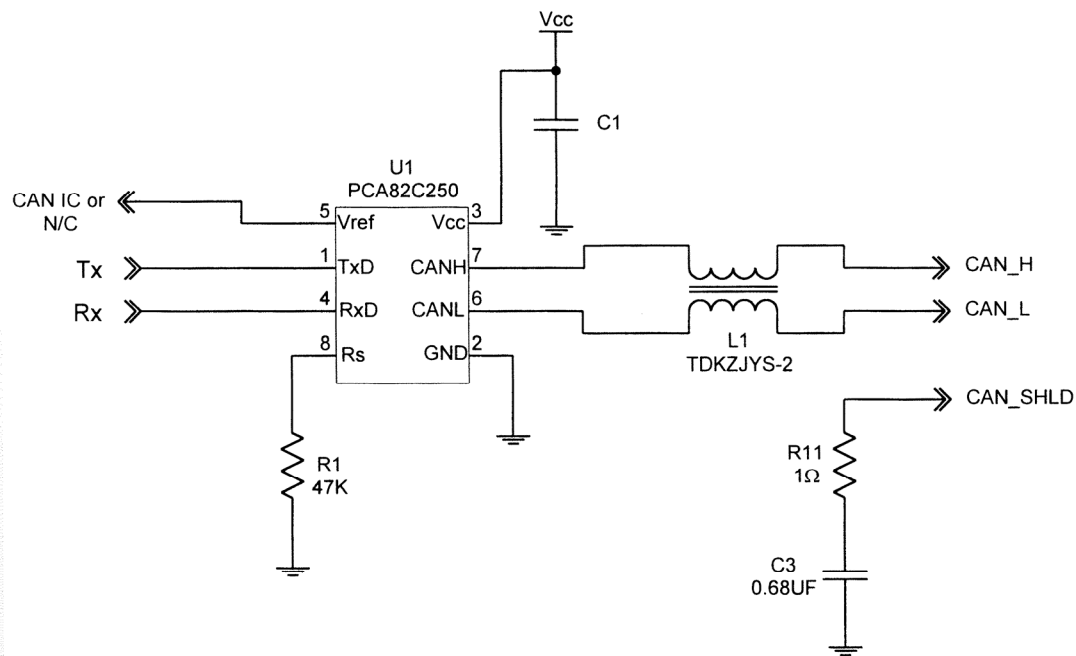 Vcc
C1
U1
PCA82C250
CAN IC or
N/C
5
Vref
Vcc
3
Tx
1
TxD
CANH
7
CAN_H
Rx
4
RxD
CANL
6
CAN_L
8
Rs
GND
2
L1
TDKZJYS-2
CAN_SHLD
R1
47K
R11
1Ω
C3
0.68UF